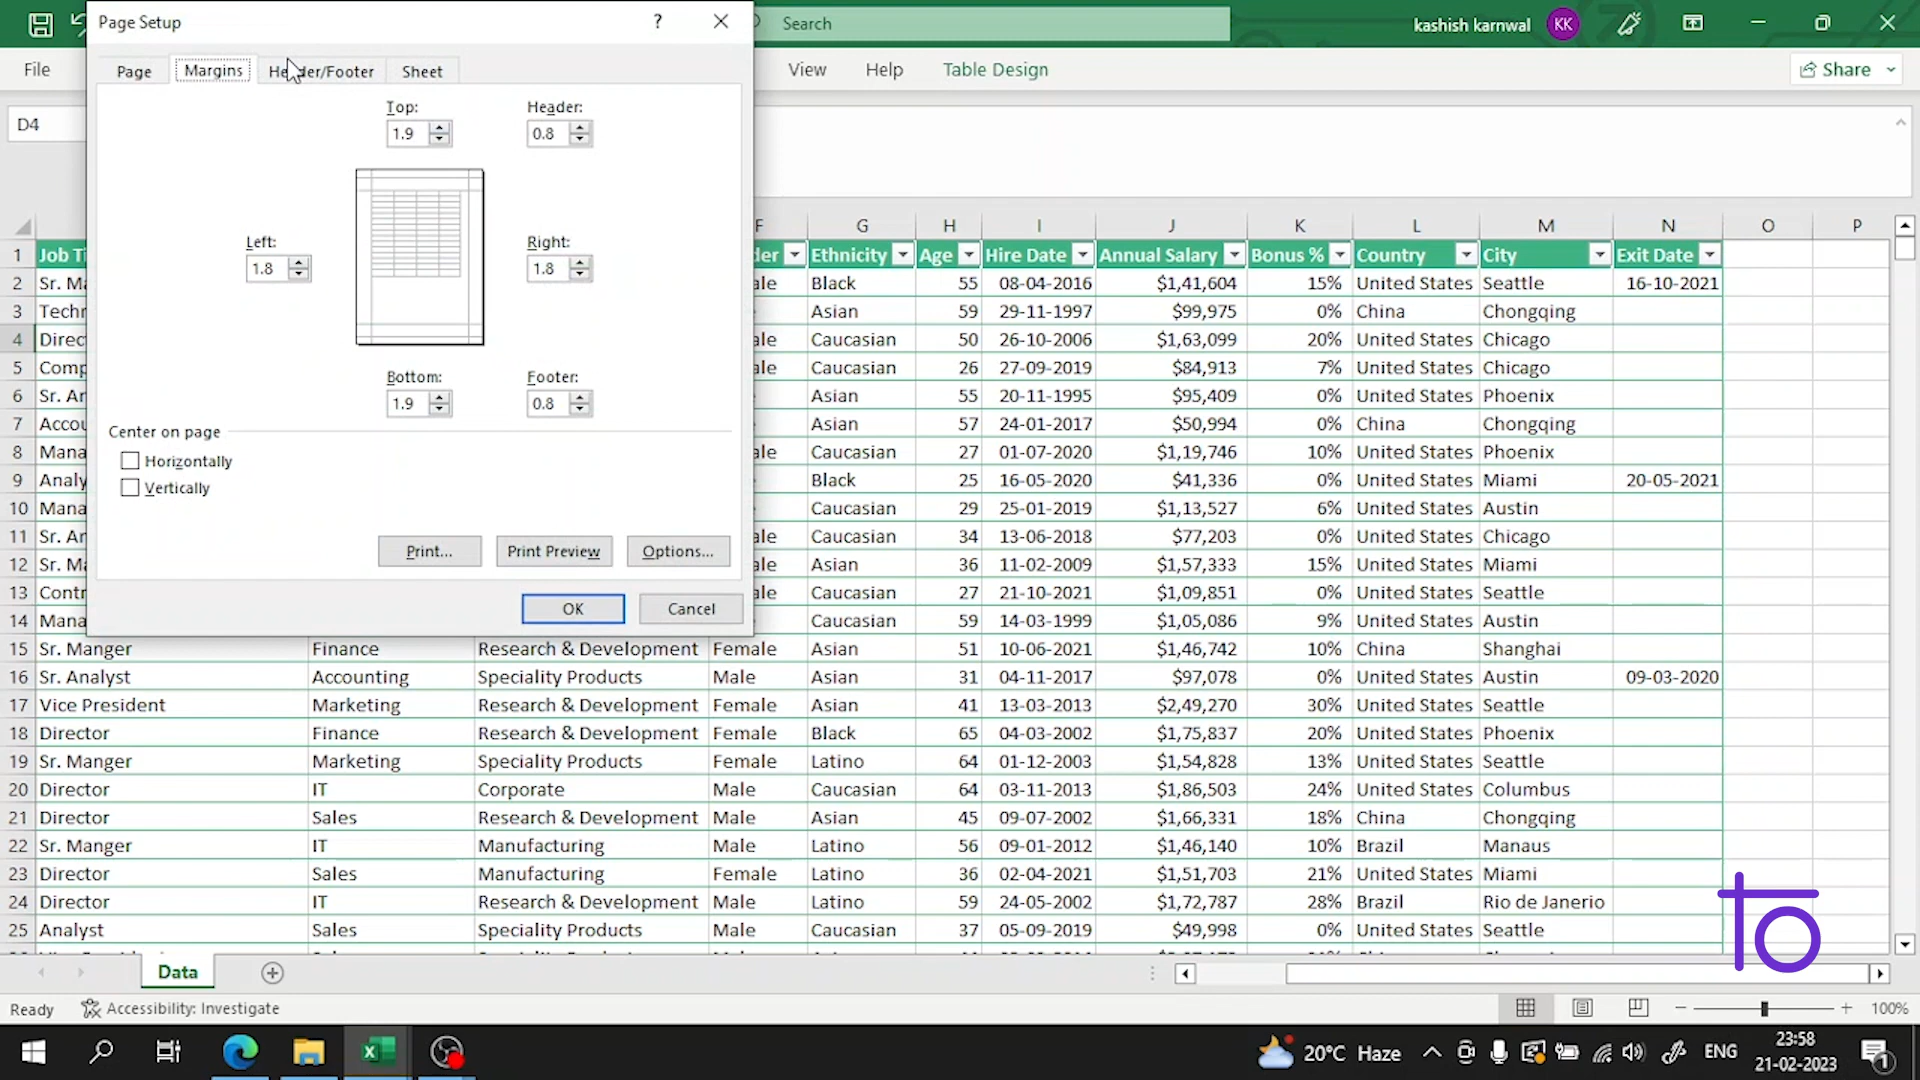 Page Setup
?
Search
kashish karnwal KK
File
View Help Table Design
Share
Page Margins Header/Footer Sheet
Top: 1.9
Header: 0.8
Left: 1.8
Right: 1.8
Bottom: 1.9
Footer: 0.8
Center on page
Horizontally
Vertically
Print... Print Preview Options...
OK Cancel
D4
F G H I J K L M N O P
1 Job Ti der Ethnicity Age Hire Date Annual Salary Bonus % Country City Exit Date
2 Sr. Ma ale Black 55 08-04-2016 $1,41,604 15% United States Seattle 16-10-2021
3 Techr Asian 59 29-11-1997 $99,975 0% China Chongqing
4 Direc ale Caucasian 50 26-10-2006 $1,63,099 20% United States Chicago
5 Comp ale Caucasian 26 27-09-2019 $84,913 7% United States Chicago
6 Sr. Ar Asian 55 20-11-1995 $95,409 0% United States Phoenix
7 Accou Asian 57 24-01-2017 $50,994 0% China Chongqing
8 Mana ale Caucasian 27 01-07-2020 $1,19,746 10% United States Phoenix
9 Analy Black 25 16-05-2020 $41,336 0% United States Miami 20-05-2021
10 Mana Caucasian 29 25-01-2019 $1,13,527 6% United States Austin
11 Sr. Ar ale Caucasian 34 13-06-2018 $77,203 0% United States Chicago
12 Sr. Ma ale Asian 36 11-02-2009 $1,57,333 15% United States Miami
13 Contr ale Caucasian 27 21-10-2021 $1,09,851 0% United States Seattle
14 Mana Caucasian 59 14-03-1999 $1,05,086 9% United States Austin
15 Sr. Manger Finance Research & Development Female Asian 51 10-06-2021 $1,46,742 10% China Shanghai
16 Sr. Analyst Accounting Speciality Products Male Asian 31 04-11-2017 $97,078 0% United States Austin 09-03-2020
17 Vice President Marketing Research & Development Female Asian 41 13-03-2013 $2,49,270 30% United States Seattle
18 Director Finance Research & Development Female Black 65 04-03-2002 $1,75,837 20% United States Phoenix
19 Sr. Manger Marketing Speciality Products Female Latino 64 01-12-2003 $1,54,828 13% United States Seattle
20 Director IT Corporate Male Caucasian 64 03-11-2013 $1,86,503 24% United States Columbus
21 Director Sales Research & Development Male Asian 45 09-07-2002 $1,66,331 18% China Chongqing
22 Sr. Manger IT Manufacturing Male Latino 56 09-01-2012 $1,46,140 10% Brazil Manaus
23 Director Sales Manufacturing Female Latino 36 02-04-2021 $1,51,703 21% United States Miami
24 Director IT Research & Development Male Latino 59 24-05-2002 $1,72,787 28% Brazil Rio de Janerio
25 Analyst Sales Speciality Products Male Caucasian 37 05-09-2019 $49,998 0% United States Seattle
to
Data
Ready Accessibility: Investigate 100%
20°C Haze ENG 23:58
21-02-2023
1